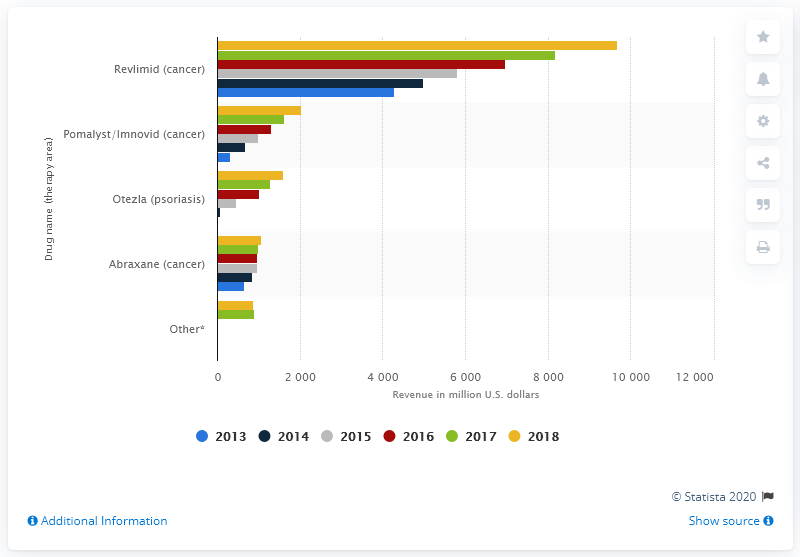 Drug name (therapy area)
Revlimid (cancer)
Pomalyst/Imnovid (cancer)
Otezla (psoriasis)
Abraxane (cancer)
Other*
0 2 000 4 000 6 000 8 000 10 000 12 000
Revenue in million U.S. dollars
2013 2014 2015 2016 2017 2018
© Statista 2020
Additional Information Show source